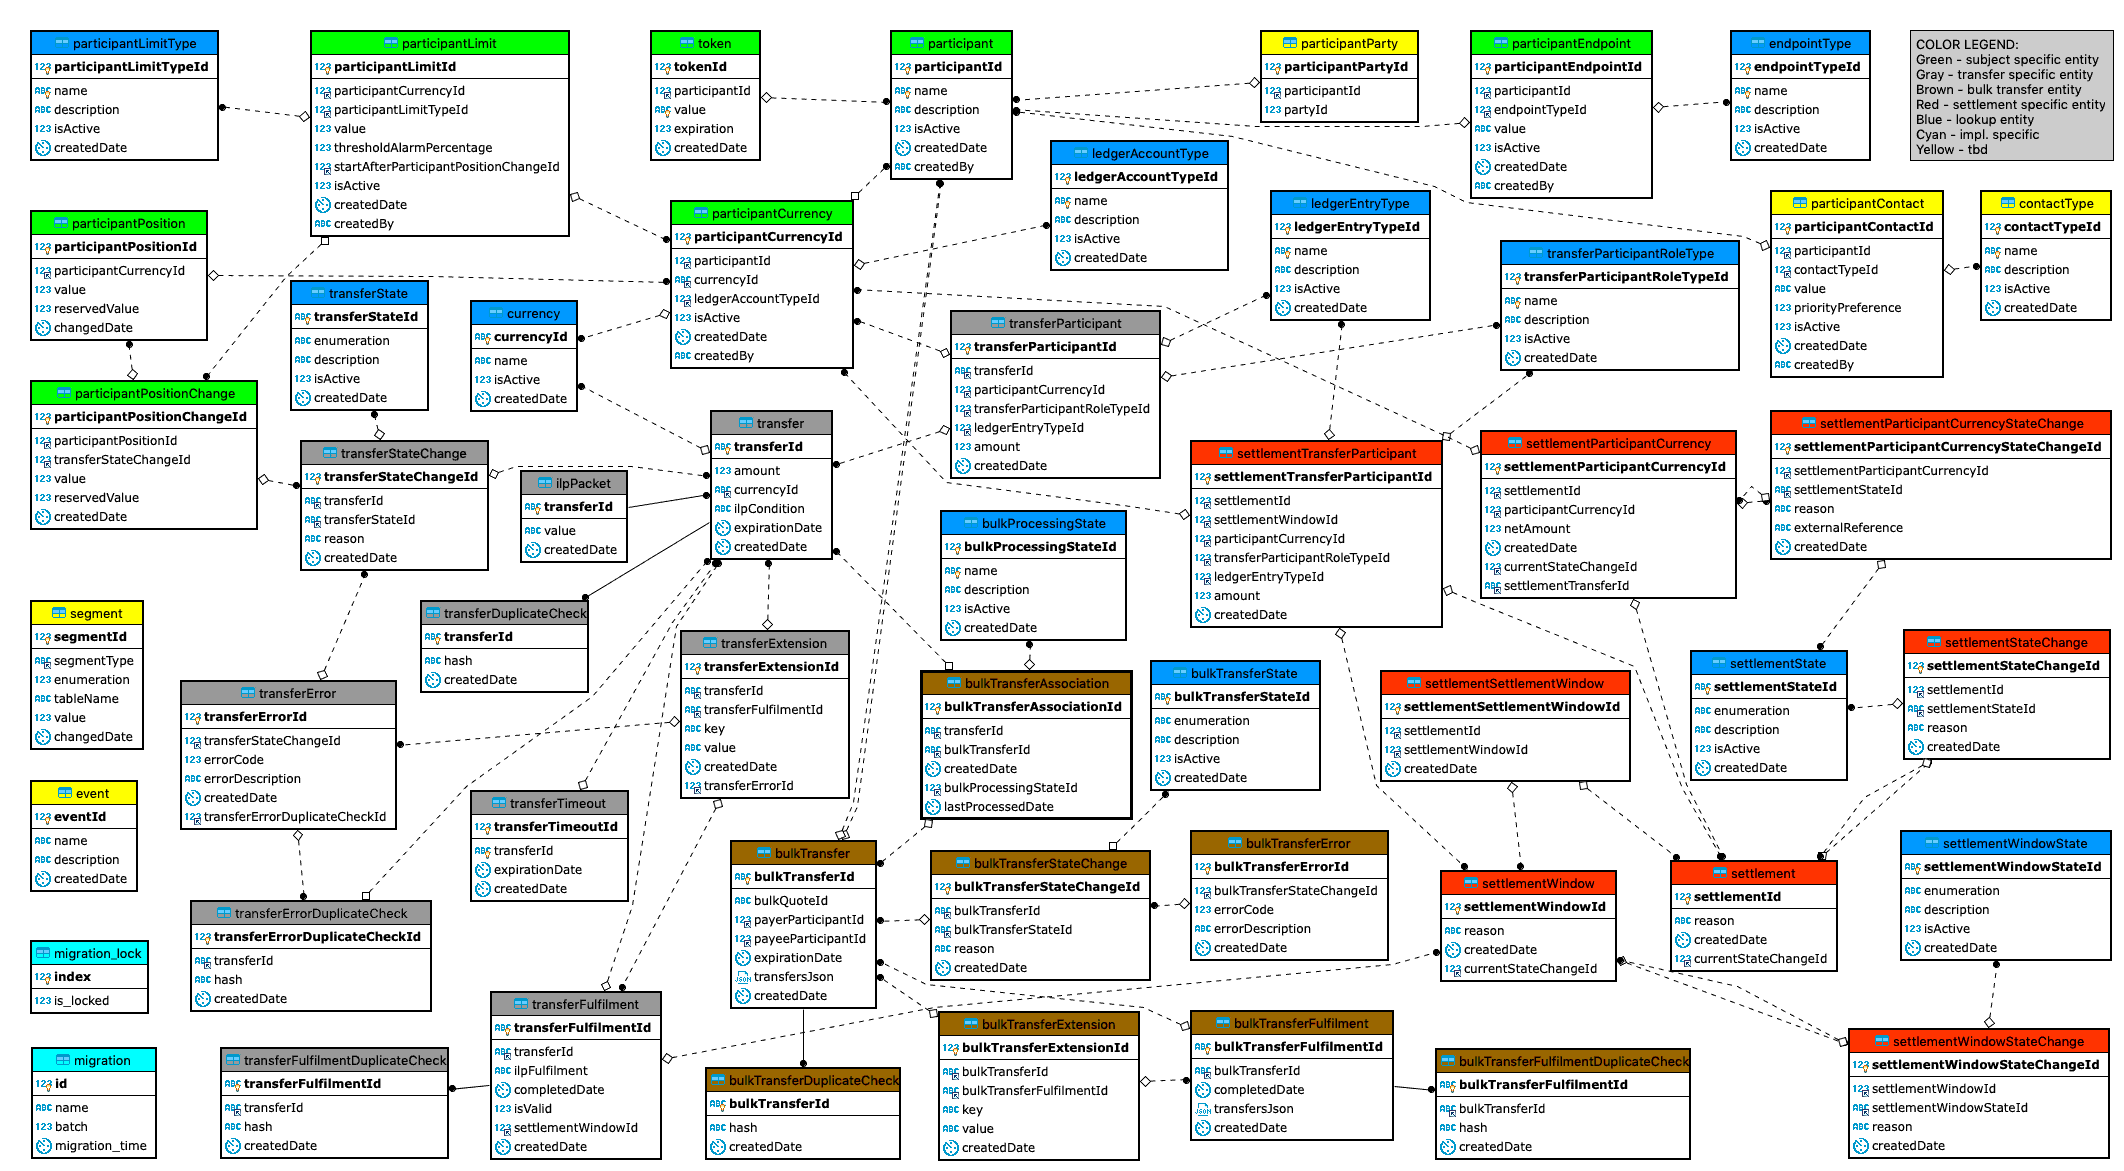 participantLimitType
participantLimitTypeId
name
description
isActive
createdDate
participantLimit
participantLimitId
participantCurrencyId
participantLimitTypeId
value
thresholdAlarmPercentage
startAfterParticipantPositionChangeId
isActive
createdDate
createdBy
token
tokenId
participantId
value
expiration
createdDate
participant
participantId
name
description
isActive
createdDate
createdBy
participantParty
participantPartyId
participantId
partyId
participantEndpoint
participantEndpointId
participantId
endpointTypeId
value
isActive
createdDate
createdBy
endpointType
endpointTypeId
name
description
isActive
createdDate
COLOR LEGEND:
Green - subject specific entity
Gray - transfer specific entity
Brown - bulk transfer entity
Red - settlement specific entity
Blue - lookup entity
Cyan - impl. specific
Yellow - tbd
ledgerAccountType
ledgerAccountTypeId
name
description
isActive
createdDate
participantPosition
participantPositionId
participantCurrencyId
value
reservedValue
changedDate
participantCurrency
participantCurrencyId
participantId
currencyId
ledgerAccountTypeId
isActive
createdDate
createdBy
ledgerEntryType
ledgerEntryTypeId
name
description
isActive
createdDate
participantContact
participantContactId
participantId
contactTypeId
value
priorityPreference
isActive
createdDate
createdBy
contactType
contactTypeId
name
description
isActive
createdDate
transferParticipantRoleType
transferParticipantRoleTypeId
name
description
isActive
createdDate
transferState
transferStateId
enumeration
description
isActive
createdDate
currency
currencyId
name
isActive
createdDate
transferParticipant
transferParticipantId
transferId
participantCurrencyId
transferParticipantRoleTypeId
ledgerEntryTypeId
amount
createdDate
participantPositionChange
participantPositionChangeId
participantPositionId
transferStateChangeId
value
reservedValue
createdDate
transfer
transferId
amount
currencyId
ilpCondition
expirationDate
createdDate
settlementParticipantCurrencyStateChange
settlementParticipantCurrencyStateChangeId
settlementParticipantCurrencyId
settlementStateId
reason
externalReference
createdDate
settlementParticipantCurrency
settlementParticipantCurrencyId
settlementId
participantCurrencyId
netAmount
createdDate
currentStateChangeId
settlementTransferId
transferStateChange
transferStateChangeId
transferId
transferStateId
reason
createdDate
settlementTransferParticipant
settlementTransferParticipantId
settlementId
settlementWindowId
participantCurrencyId
transferParticipantRoleTypeId
ledgerEntryTypeId
amount
createdDate
ilpPacket
transferId
value
createdDate
bulkProcessingState
bulkProcessingStateId
name
description
isActive
createdDate
segment
segmentId
segmentType
enumeration
tableName
value
changedDate
transferDuplicateCheck
transferId
hash
createdDate
transferExtension
transferExtensionId
transferId
transferFulfilmentId
key
value
createdDate
transferErrorId
settlementStateChange
settlementStateChangeId
settlementId
settlementStateId
reason
createdDate
settlementState
settlementStateId
enumeration
description
isActive
createdDate
bulkTransferState
bulkTransferStateId
enumeration
description
isActive
createdDate
bulkTransferAssociation
bulkTransferAssociationId
transferId
bulkTransferId
createdDate
bulkProcessingStateId
lastProcessedDate
settlementSettlementWindow
settlementSettlementWindowId
settlementId
settlementWindowId
createdDate
transferError
transferErrorId
transferStateChangeId
errorCode
errorDescription
createdDate
transferErrorDuplicateCheckId
event
eventId
name
description
createdDate
transferTimeout
transferTimeoutId
transferId
expirationDate
createdDate
bulkTransfer
bulkTransferId
bulkQuoteId
payerParticipantId
payeeParticipantId
expirationDate
transfersJson
createdDate
bulkTransferStateChange
bulkTransferStateChangeId
bulkTransferId
bulkTransferStateId
reason
createdDate
bulkTransferError
bulkTransferErrorId
bulkTransferStateChangeId
errorCode
errorDescription
createdDate
settlementWindow
settlementWindowId
reason
createdDate
currentStateChangeId
settlement
settlementId
reason
createdDate
currentStateChangeId
settlementWindowState
settlementWindowStateId
enumeration
description
isActive
createdDate
transferErrorDuplicateCheck
transferErrorDuplicateCheckId
transferId
hash
createdDate
migration_lock
index
is_locked
transferFulfilment
transferFulfilmentId
transferId
ilpFulfilment
completedDate
isValid
settlementWindowId
createdDate
bulkTransferExtension
bulkTransferExtensionId
bulkTransferId
bulkTransferFulfilmentId
key
value
createdDate
bulkTransferFulfilment
bulkTransferFulfilmentId
bulkTransferId
completedDate
transfersJson
createdDate
settlementWindowStateChange
settlementWindowStateChangeId
settlementWindowId
settlementWindowStateId
reason
createdDate
migration
id
name
batch
migration_time
transferFulfilmentDuplicateCheck
transferFulfilmentId
transferId
hash
createdDate
bulkTransferDuplicateCheck
bulkTransferId
hash
createdDate
bulkTransferFulfilmentDuplicateCheck
bulkTransferFulfilmentId
bulkTransferId
hash
createdDate